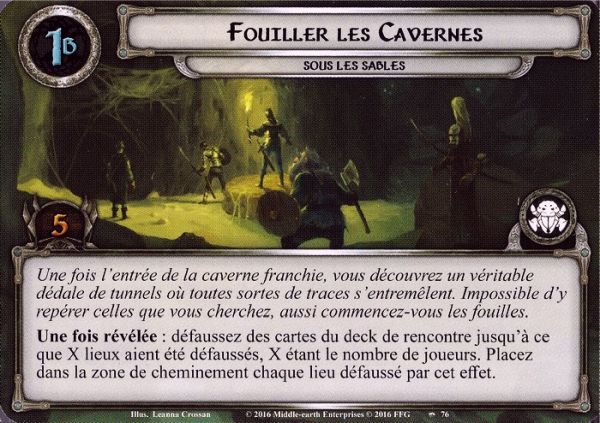 1B
FOUILLER LES CAVERNES
SOUS LES SABLES
5
Une fois l'entrée de la caverne franchie, vous découvrez un véritable
dédale de tunnels où toutes sortes de traces s'entremêlent. Impossible d'y
repérer celles que vous cherchez, aussi commencez-vous les fouilles.
Une fois révélée : défaussez des cartes du deck de rencontre jusqu'à ce
que X lieux aient été défaussés, X étant le nombre de joueurs. Placez
dans la zone de cheminement chaque lieu défaussé par cet effet.
Illus. Leanna Crossan © 2016 Middle-earth Enterprises © 2016 FFG 76